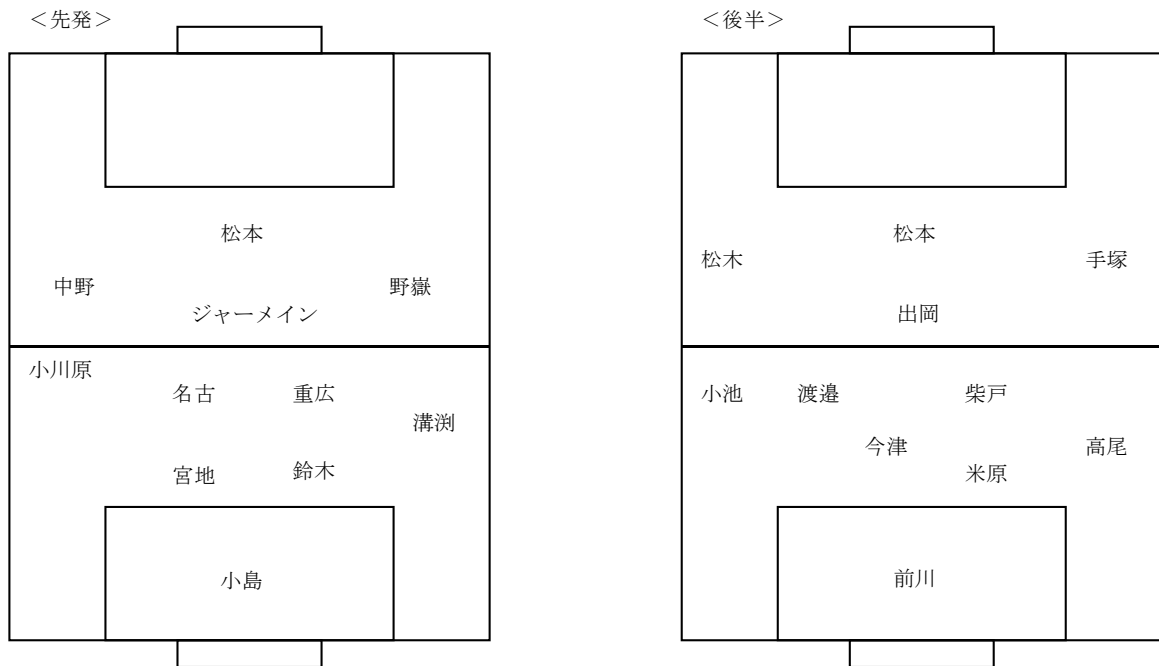 ＜先発＞
松本
中野
野嶽
ジャーメイン
小川原
名古
重広
溝渕
宮地
鈴木
小島
＜後半＞
松本
松木
手塚
出岡
小池
渡邉
柴戸
今津
高尾
米原
前川